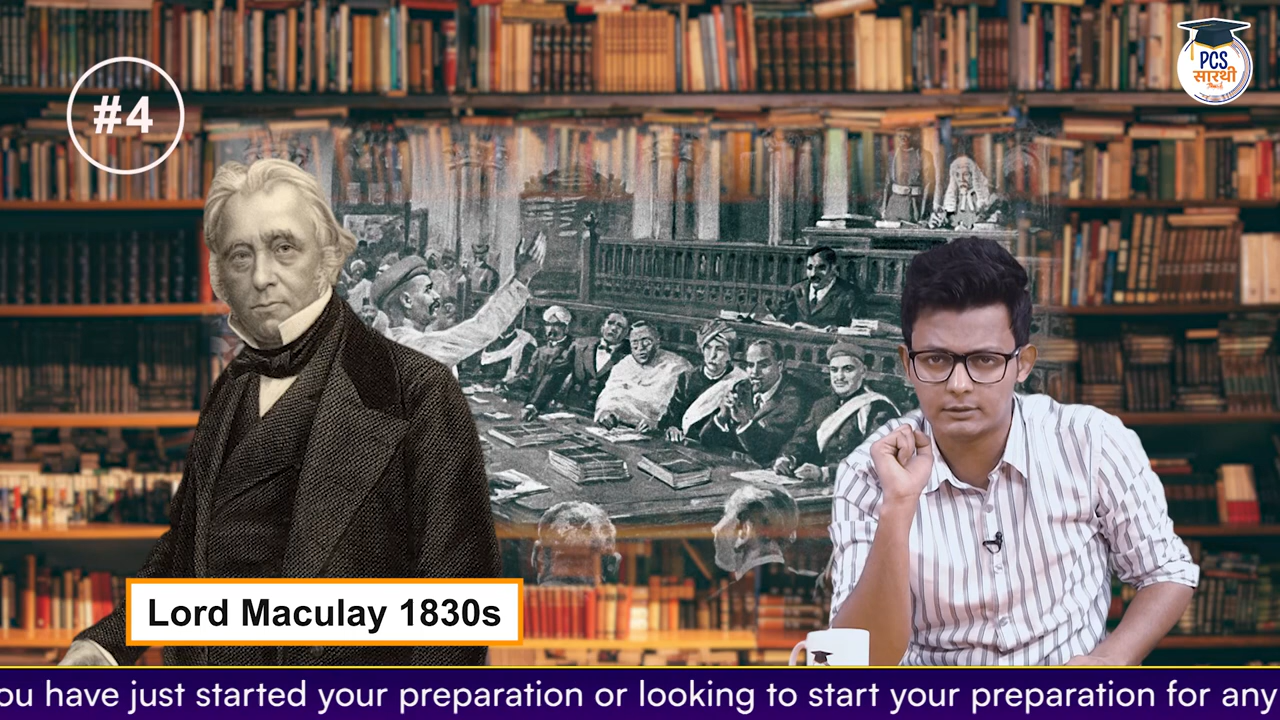 #4
PCS
सारथी
Lord Maculay 1830s
ou have just started your preparation or looking to start your preparation for any